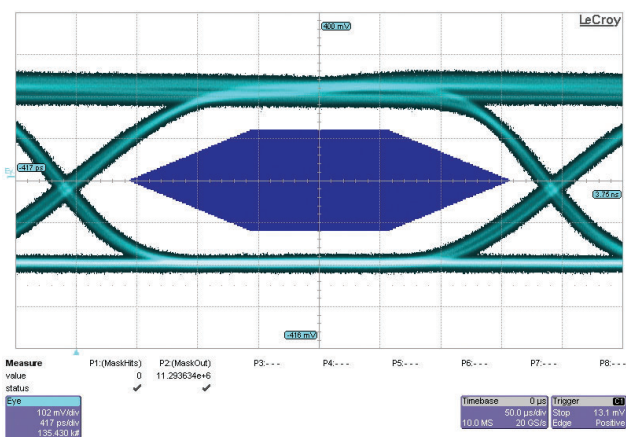 LeCroy
400 mV
-417 ps
Ey
3.75 ns
-416 mV
Measure P1:(MaskHits) P2:(MaskOut) P3:- - - P4:- - - P5:- - - P6:- - - P7:- - - P8:- - -
value 0 11.293634e+6
status ✓ ✓
Eye
102 mV/div
417 ps/div
135.430 k#
Timebase 0 µs
50.0 µs/div
10.0 MS 20 GS/s
Trigger C1
Stop 13.1 mV
Edge Positive